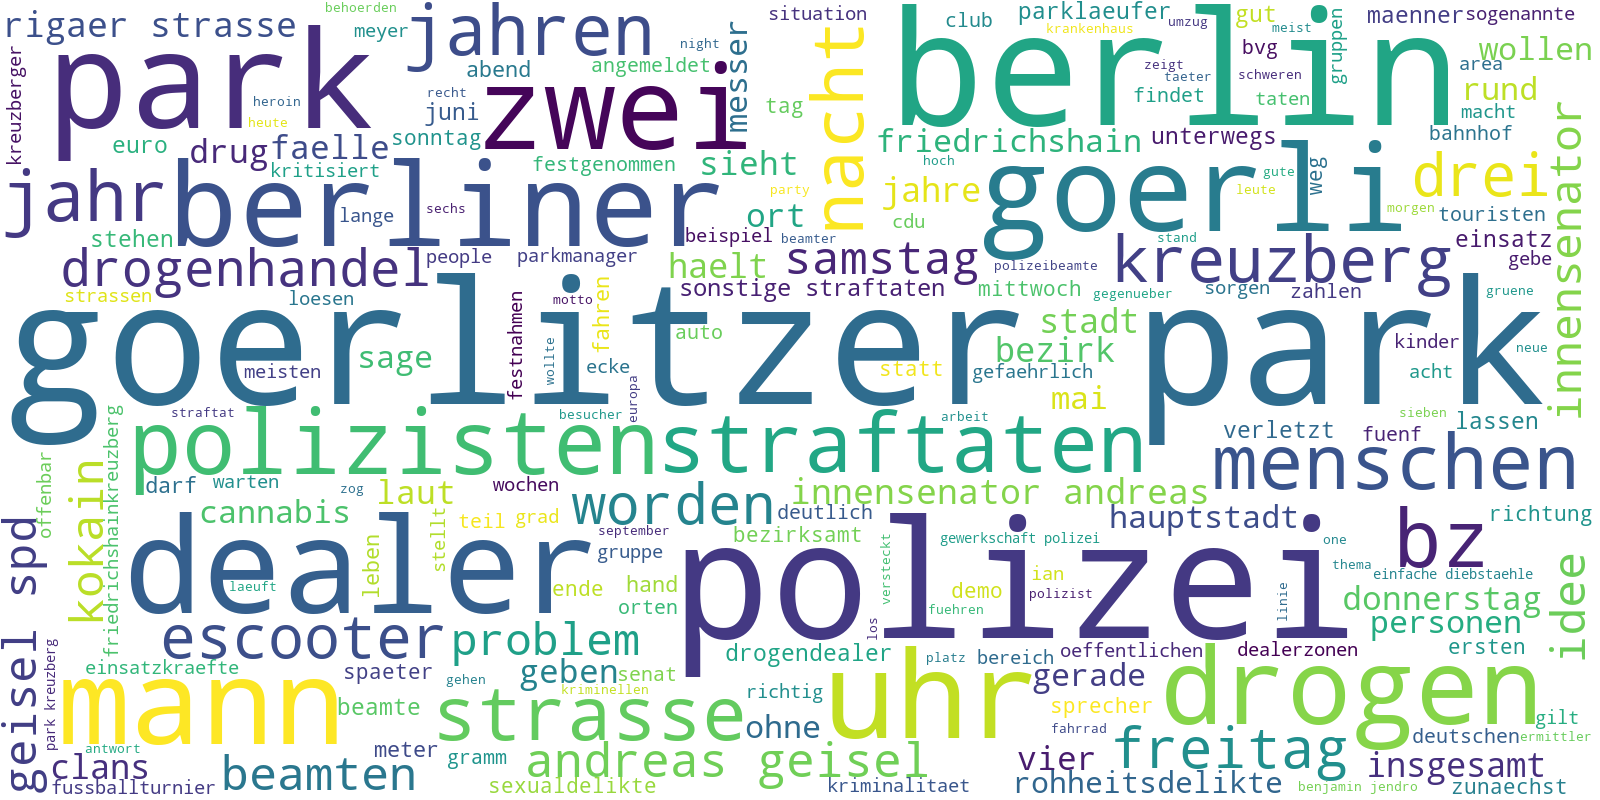 rigaer strasse
behoerden
meyer
jahren
night
situation
club
parklaeufer
krankenhaus
umzug
gut
meist
gruppen
maenner
sogenannte
kreuzberger
park
abend
angemeldet
messer
nacht
berlin
bvg
zeigt
taeter
schweren
area
wollen
heroin
recht
juni
zwei
tag
findet
taten
rund
macht
heute
euro
drug
faelle
sonntag
kritisiert
festgenommen
sieht
friedrichshain
unterwegs
bahnhof
innensenator
jahr
berliner
lange
sechs
party
ort
jahre
hoch
goerli
gute
leute
weg
drei
morgen
touristen
cdu
stehen
beispiel
beamter
stand
einsatz
drogenhandel
people
parkmanager
haelt
samstag
polizeibeamte
kreuzberg
gebe
strassen
loesen
motto
fahren
sonstige straftaten
mittwoch
gegenueber
sorgen
zahlen
gruene
goerlitzer park
festnahmen
auto
stadt
sage
meisten
wollte
ecke
statt
bezirk
gefaehrlich
kinder
neue
acht
europa
mai
straftat
besucher
arbeit
sieben
lassen
friedrichshainkreuzberg
polizisten
straftaten
verletzt
fuenf
menschen
offenbar
kokain
darf
warten
zog
laut
wochen
worden
innensenator andreas
deutlich
hauptstadt
bz
richtung
geisel spd
cannabis
stellt
teil
grad
september
bezirksamt
gewerkschaft polizei
one
dealer
leben
gruppe
polizei
versteckt
thema
einfache diebstaehle
idee
laeuft
ende
hand
orten
ian
demo
polizist
fuehren
linie
donnerstag
escooter
problem
los
personen
park kreuzberg
einsatzkraefte
spaeter
geben
senat
drogendealer
platz
bereich
oeffentlichen
dealerzonen
ersten
gehen
kriminellen
richtig
uhr
gerade
drogen
mann
beamte
strasse
ohne
sprecher
fahrrad
gilt
antwort
meter
deutschen
ermittler
clans
gramm
andreas geisel
vier
freitag
insgesamt
fussballturnier
beamten
sexualdelikte
kriminalitaet
rohheitsdelikte
benjamin jendro
zunaechst